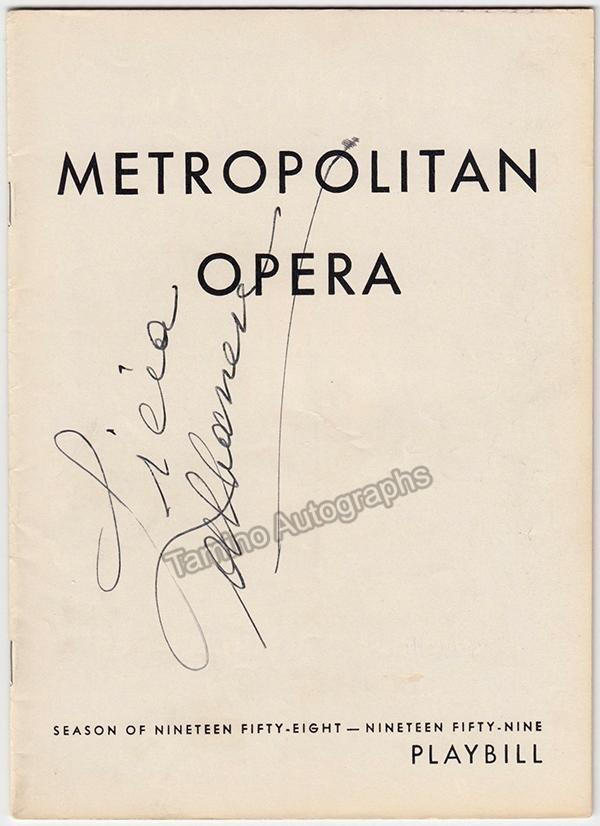 METROPOLITAN
OPERA
Licia
Albanese
Tamino Autographs
SEASON OF NINETEEN FIFTY-EIGHT — NINETEEN FIFTY-NINE
PLAYBILL